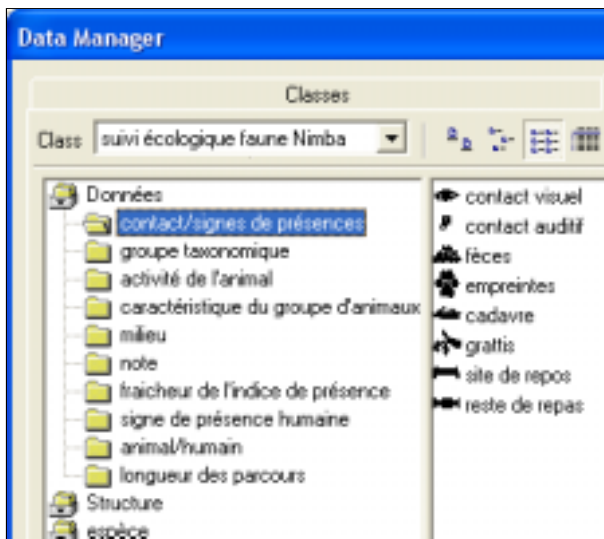 Data Manager
Classes
Class suivi écologique faune Nimba
Données
contact/signes de présences
groupe taxonomique
activité de l'animal
caractéristique du groupe d'animaux
milieu
note
fraicheur de l'indice de présence
signe de présence humaine
animal/humain
longueur des parcours
Structure
espèce
contact visuel
contact auditif
fèces
empreintes
cadavre
grattis
site de repos
reste de repas